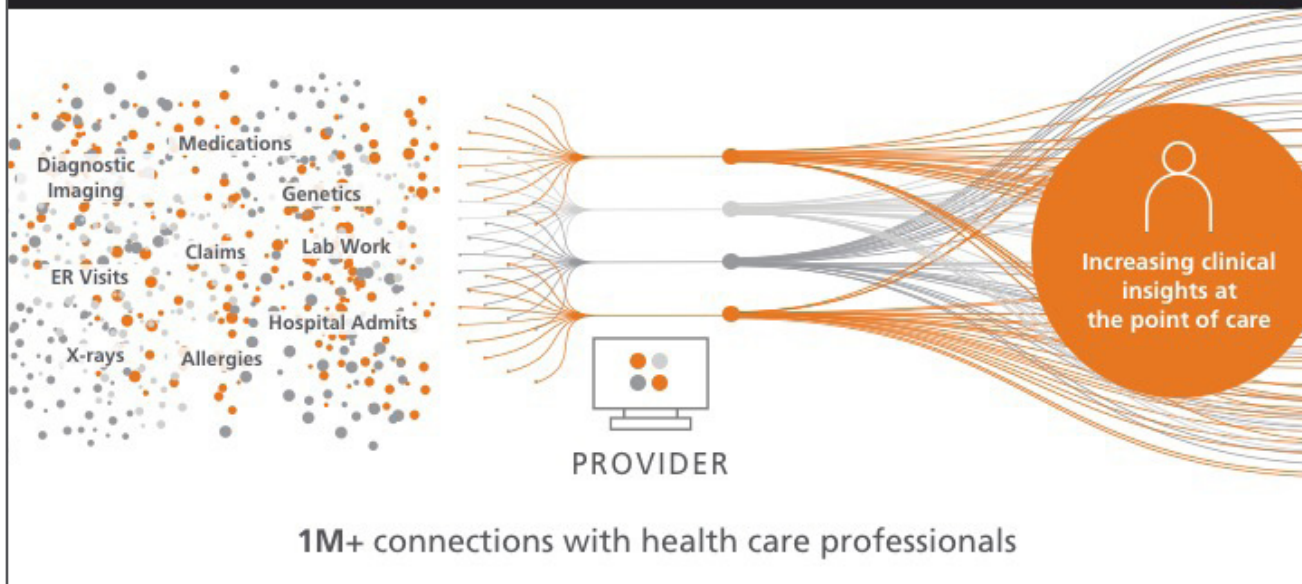 Medications
Diagnostic
Imaging
Genetics
Claims
Lab Work
ER Visits
Hospital Admits
X-rays
Allergies
PROVIDER
Increasing clinical
insights at
the point of care
1M+ connections with health care professionals